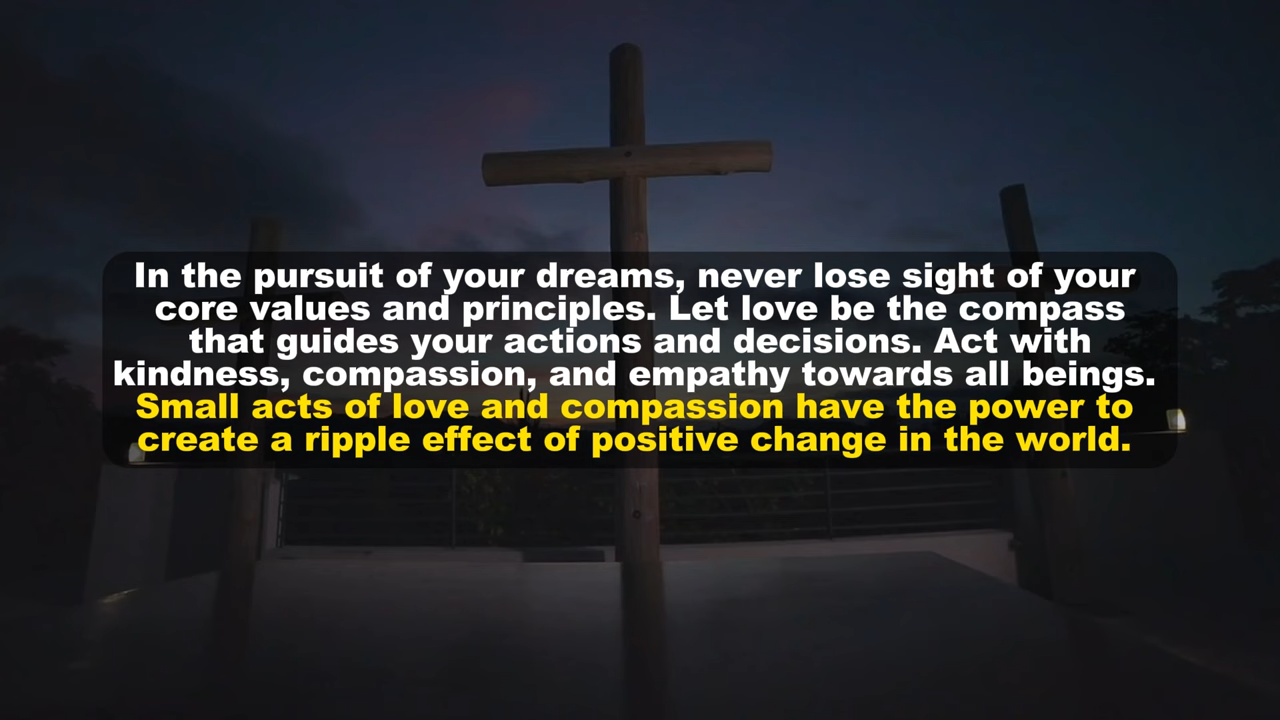 In the pursuit of your dreams, never lose sight of your
core values and principles. Let love be the compass
that guides your actions and decisions. Act with
kindness, compassion, and empathy towards all beings.
Small acts of love and compassion have the power to
create a ripple effect of positive change in the world.